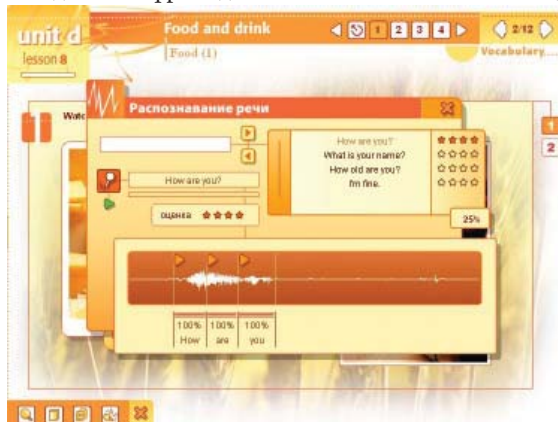 unit d
lesson 8
Food and drink
1 2 3 4
2/12
Food (1)
Vocabulary
Распознавание речи
1
2
How are you?
What is your name?
How old are you?
I'm fine.
How are you?
оценка
25%
100% 100% 100%
How are you